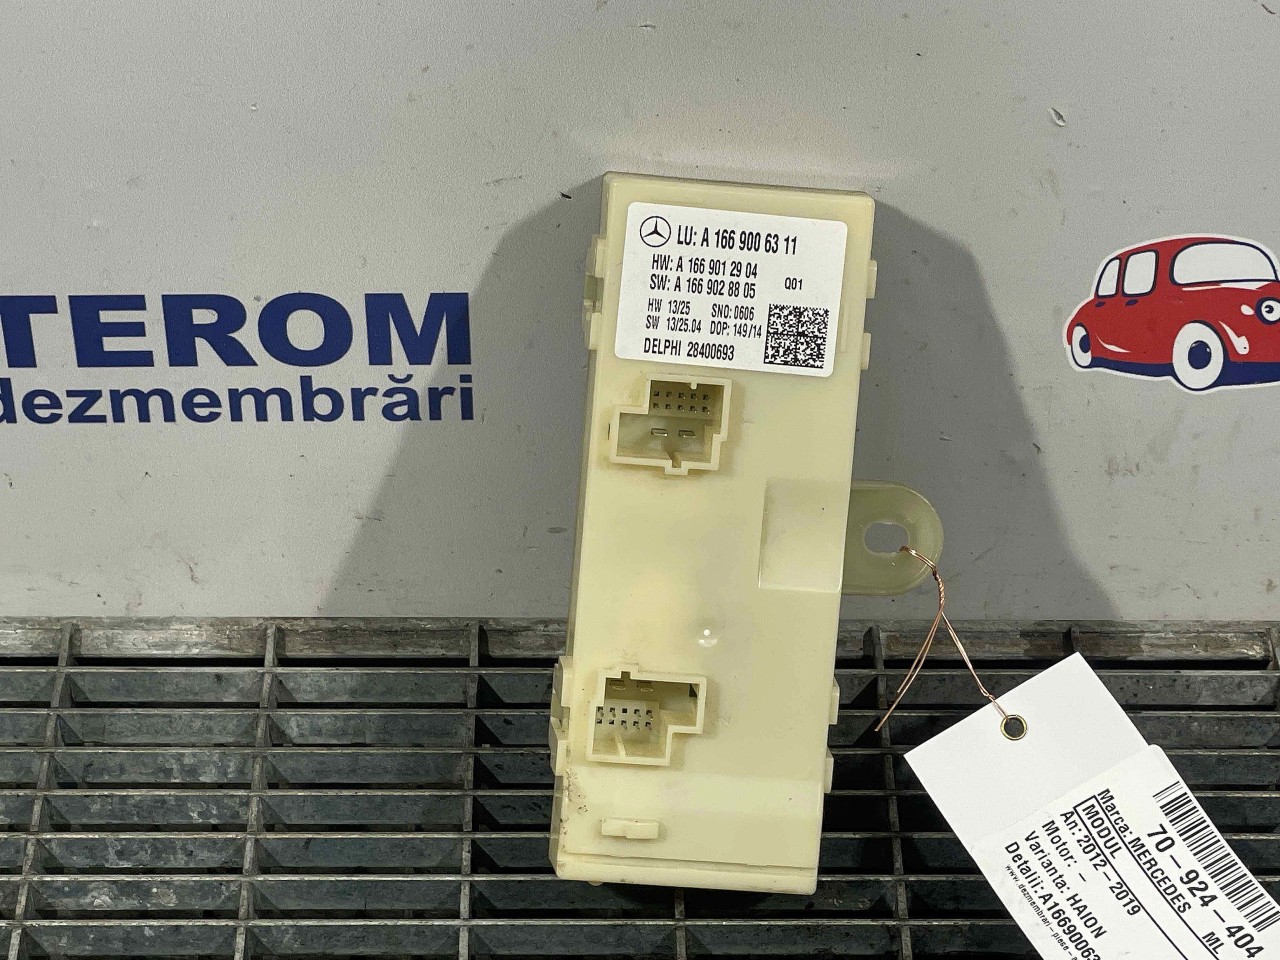 TEROM
dezmembrări
LU: A 166 900 63 11
HW: A 166 901 29 04
SW: A 166 902 88 05 Q01
HW 13/25 SNO: 0606
SW 13/25.04 DOP: 149/14
DELPHI 28400693
70-924-404
Marca: MERCEDES ML
MODUL
An: 2012-2019
Motor: -
Varianta: HAION
Detalii: A16690063